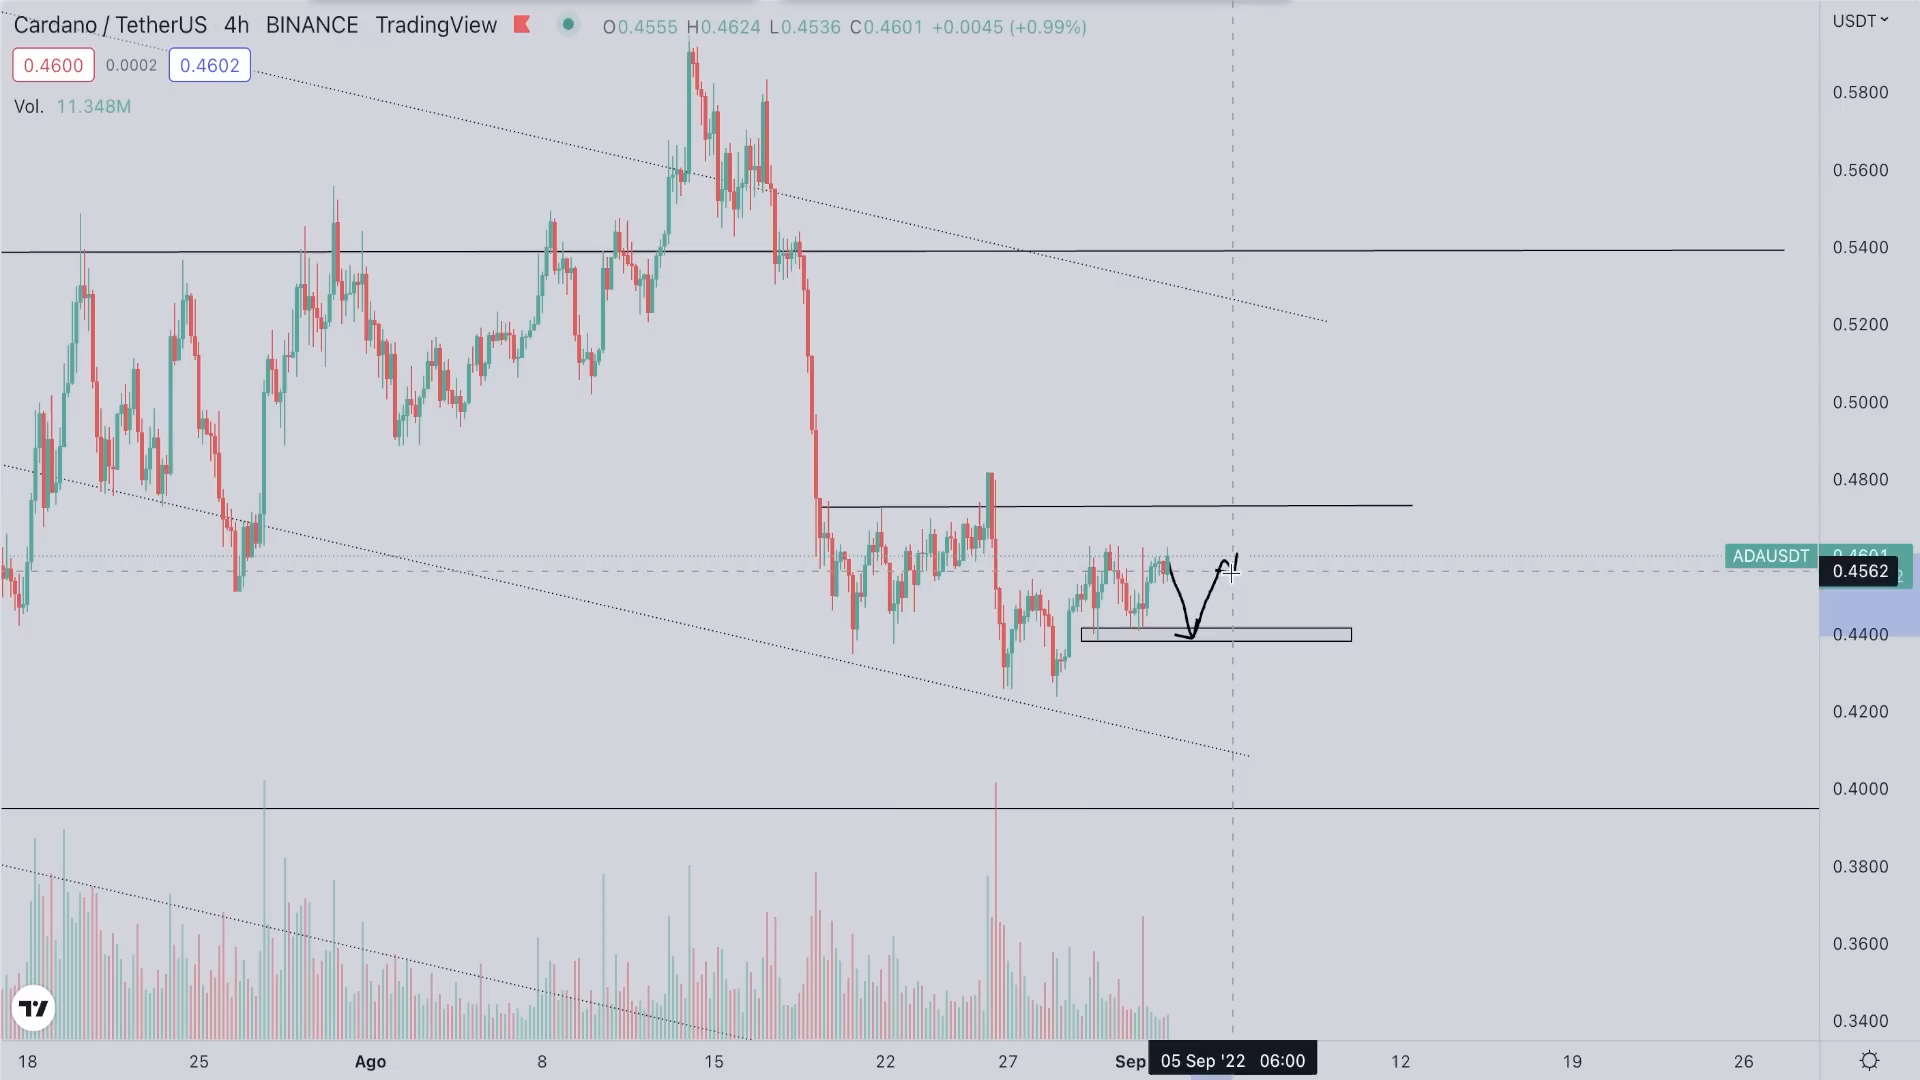 Cardano / TetherUS 4h BINANCE TradingView O0.4555 H0.4624 L0.4536 C0.4601 +0.0045 (+0.99%) USDT
0.4600 0.0002 0.4602
Vol. 11.348M
0.5800
0.5600
0.5400
0.5200
0.5000
0.4800
ADAUSDT 0.4601
0.4562
0.4400
0.4200
0.4000
0.3800
0.3600
0.3400
18 25 Ago 8 15 22 27 Sep 05 Sep '22 06:00 12 19 26